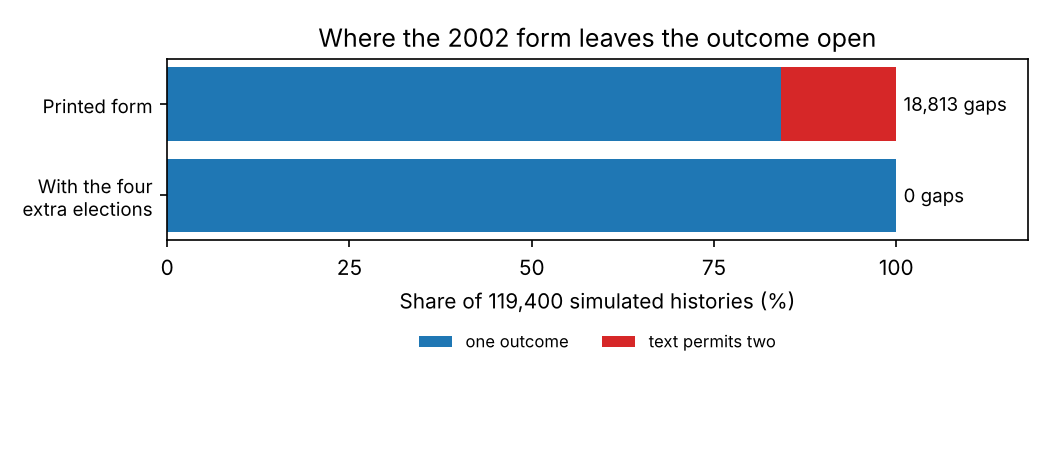 Where the 2002 form leaves the outcome open
Printed form
18,813 gaps
With the four
extra elections
0 gaps
0 25 50 75 100
Share of 119,400 simulated histories (%)
one outcome text permits two